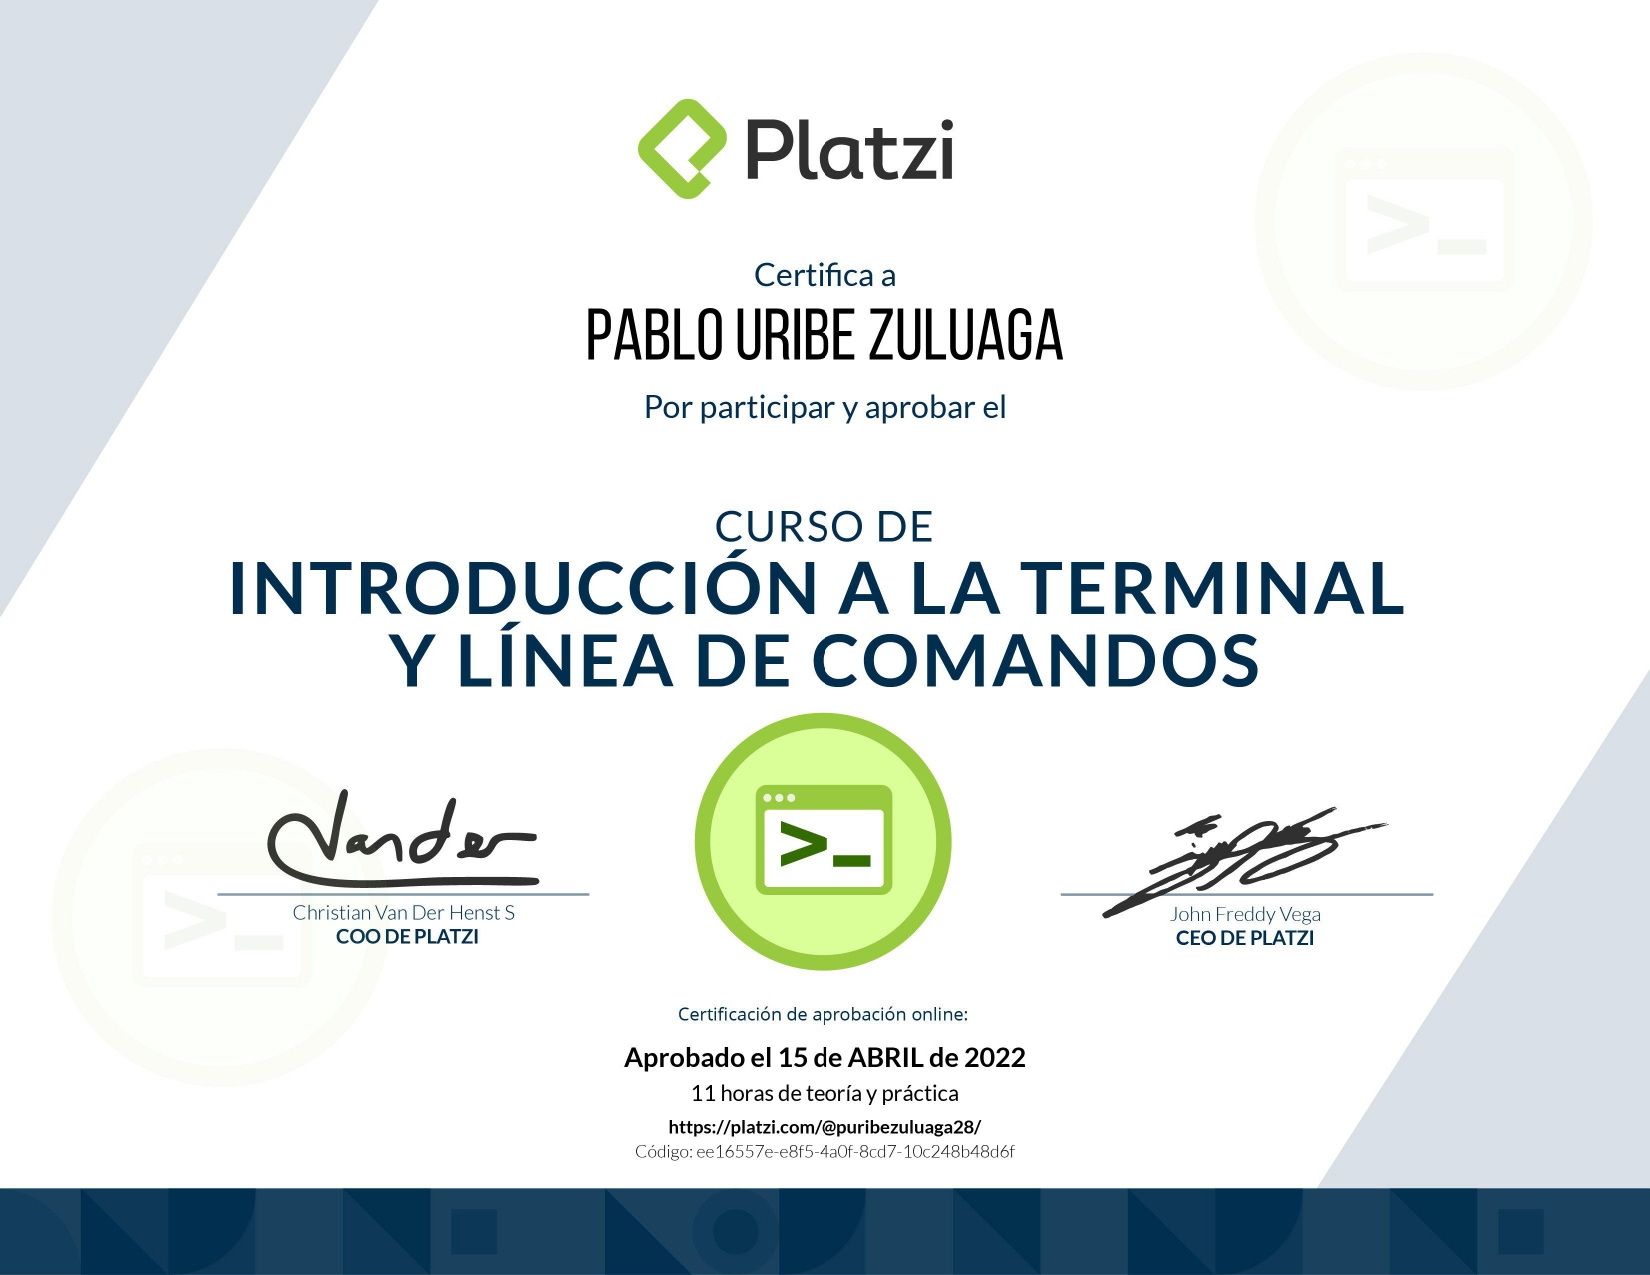 Platzi
Certifica a
PABLO URIBE ZULUAGA
Por participar y aprobar el
CURSO DE
INTRODUCCIÓN A LA TERMINAL
Y LÍNEA DE COMANDOS
>_
Vander
Christian Van Der Henst S
COO DE PLATZI
John Freddy Vega
CEO DE PLATZI
Certificación de aprobación online:
Aprobado el 15 de ABRIL de 2022
11 horas de teoría y práctica
https://platzi.com/@puribezuluaga28/
Código: ee16557e-e8f5-4a0f-8cd7-10c248b48d6f